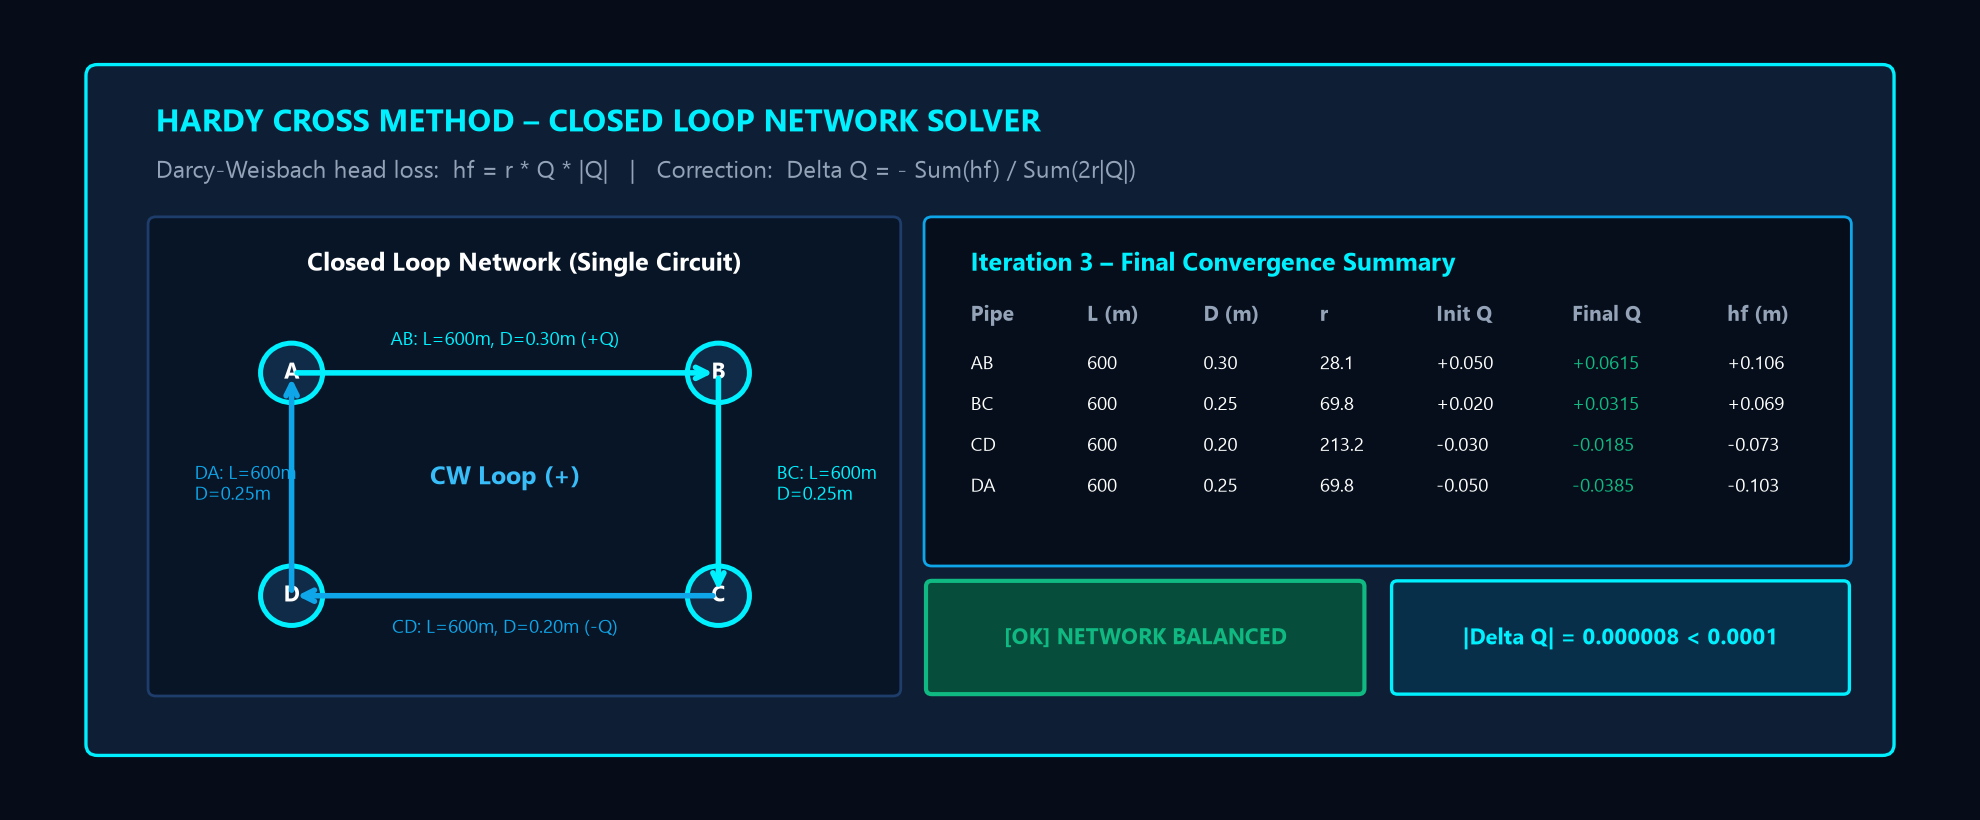 HARDY CROSS METHOD – CLOSED LOOP NETWORK SOLVER
Darcy-Weisbach head loss:  hf = r * Q * |Q|   |   Correction:  Delta Q = - Sum(hf) / Sum(2r|Q|)
Closed Loop Network (Single Circuit)
AB: L=600m, D=0.30m (+Q)
A
B
DA: L=600m
D=0.25m
CW Loop (+)
BC: L=600m
D=0.25m
D
C
CD: L=600m, D=0.20m (-Q)
Iteration 3 – Final Convergence Summary
Pipe L (m) D (m) r Init Q Final Q hf (m)
AB 600 0.30 28.1 +0.050 +0.0615 +0.106
BC 600 0.25 69.8 +0.020 +0.0315 +0.069
CD 600 0.20 213.2 -0.030 -0.0185 -0.073
DA 600 0.25 69.8 -0.050 -0.0385 -0.103
[OK] NETWORK BALANCED
|Delta Q| = 0.000008 < 0.0001